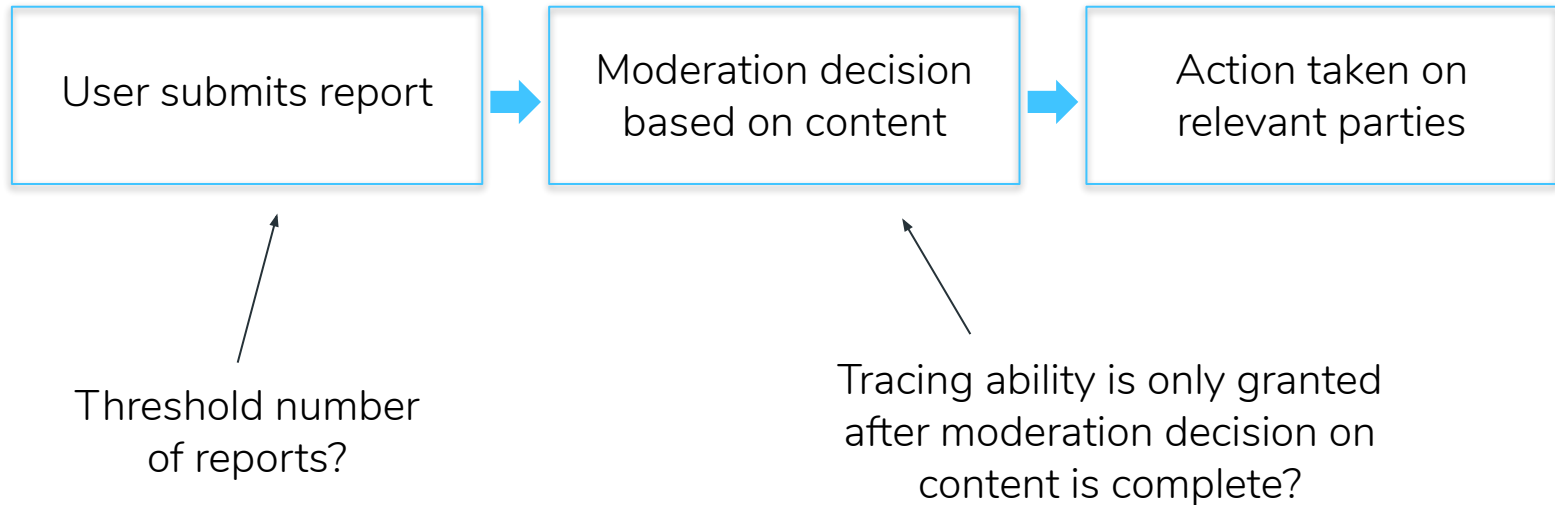 User submits report
Moderation decision
based on content
Action taken on
relevant parties
Threshold number
of reports?
Tracing ability is only granted
after moderation decision on
content is complete?